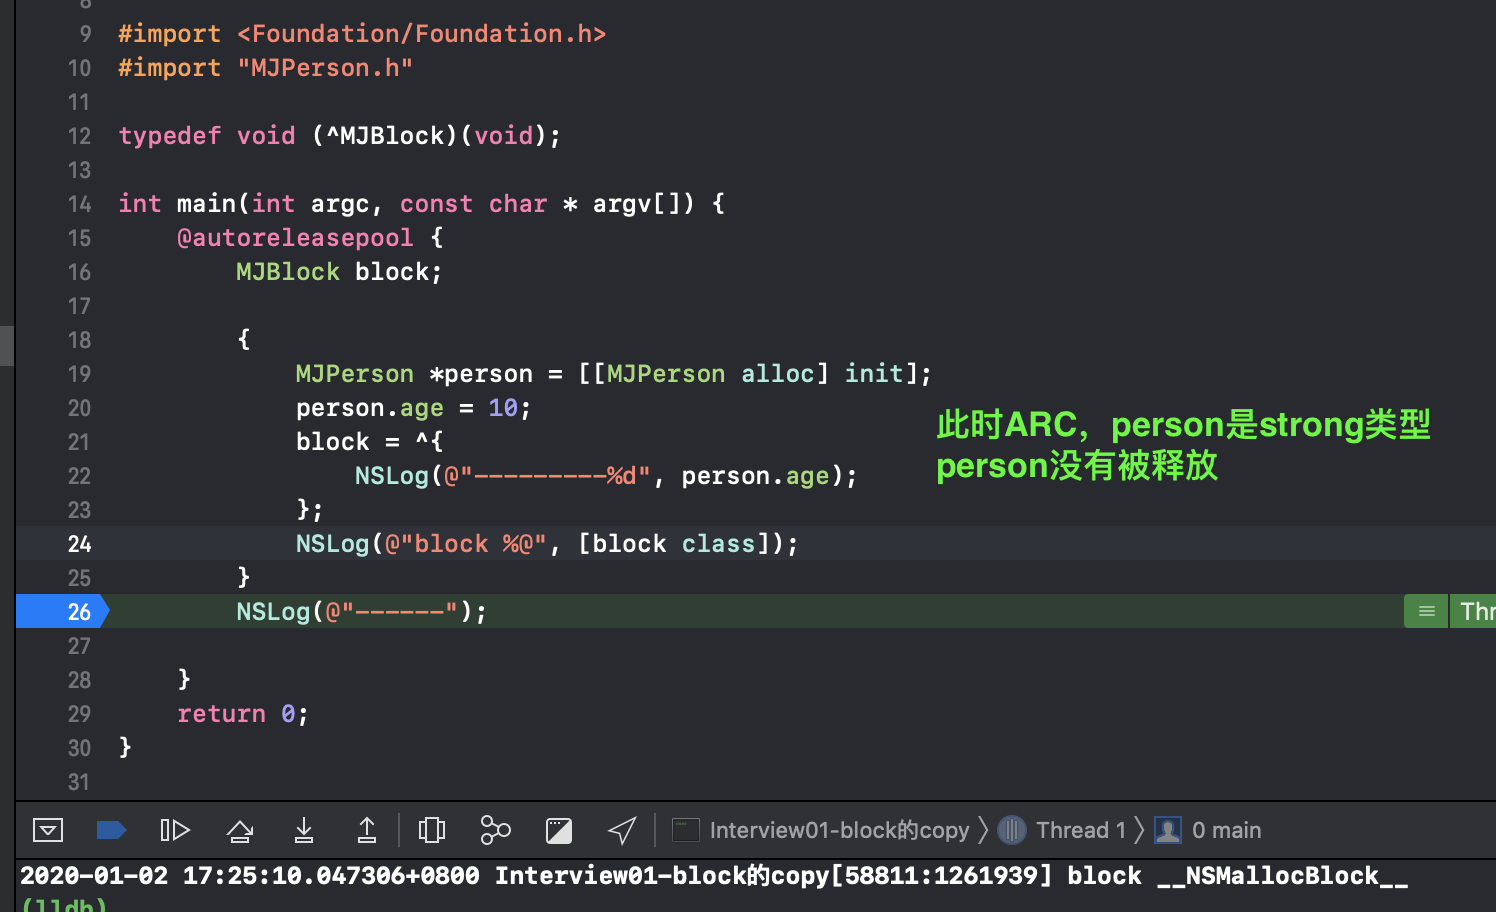 8
9 #import <Foundation/Foundation.h>
10 #import "MJPerson.h"
11
12 typedef void (^MJBlock)(void);
13
14 int main(int argc, const char * argv[]) {
15 @autoreleasepool {
16 MJBlock block;
17
18 {
19 MJPerson *person = [[MJPerson alloc] init];
20 person.age = 10;
此时ARC，person是strong类型
21 block = ^{
person没有被释放
22 NSLog(@"---------%d", person.age);
23 };
24 NSLog(@"block %@", [block class]);
25 }
26 NSLog(@"------");
Thr
27
28 }
29 return 0;
30 }
31
Interview01-block的copy 〉 Thread 1 〉 0 main
2020-01-02 17:25:10.047306+0800 Interview01-block的copy[58811:1261939] block __NSMallocBlock__
(lldb)